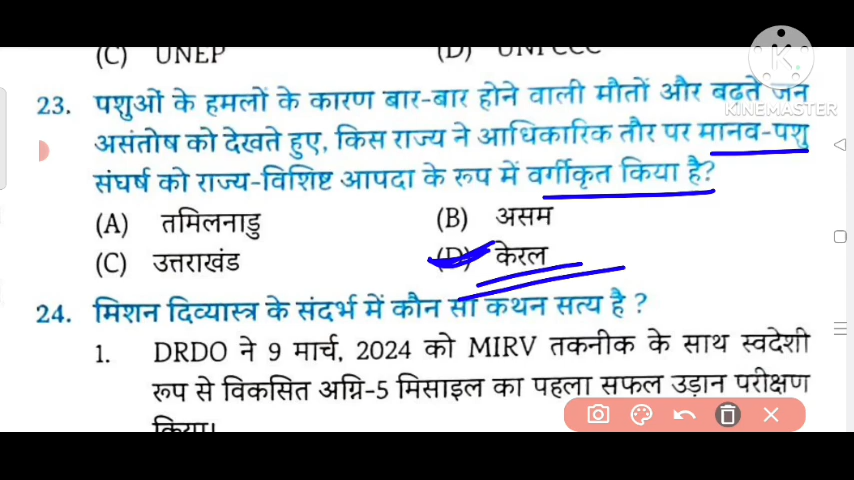 (C) UNEP (D) UNFCCC
KINEMASTER
23. पशुओं के हमलों के कारण बार-बार होने वाली मौतों और बढते जन
असंतोष को देखते हुए, किस राज्य ने आधिकारिक तौर पर मानव-पशु
संघर्ष को राज्य-विशिष्ट आपदा के रूप में वर्गीकृत किया है?
(A) तमिलनाडु (B) असम
(C) उत्तराखंड (D) केरल
24. मिशन दिव्यास्त्र के संदर्भ में कौन सा कथन सत्य है ?
1. DRDO ने 9 मार्च, 2024 को MIRV तकनीक के साथ स्वदेशी
रूप से विकसित अग्नि-5 मिसाइल का पहला सफल उड़ान परीक्षण
किया।